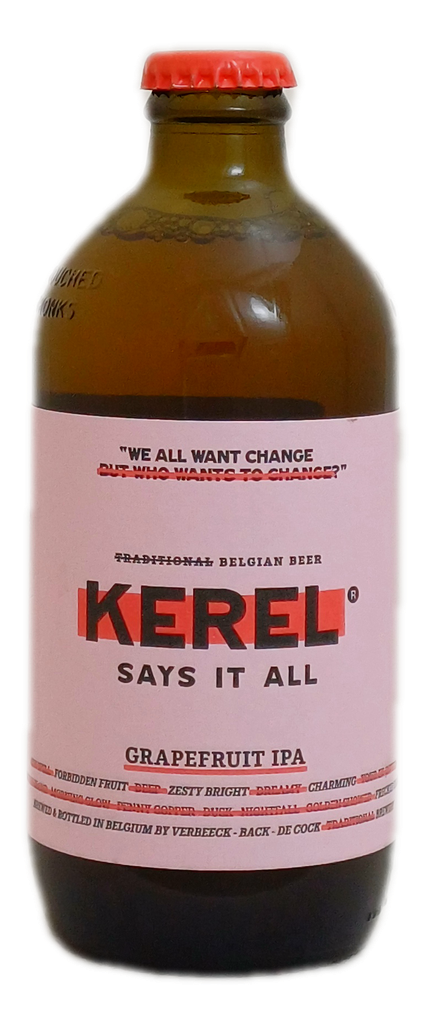 "WE ALL WANT CHANGE
BUT WHO WANTS TO CHANGE?"
TRADITIONAL BELGIAN BEER
KEREL®
SAYS IT ALL
GRAPEFRUIT IPA
FORBIDDEN FRUIT DEEP ZESTY BRIGHT DREAMY CHARMING
MORNING GLOW PENNY COPPER DUSK NIGHTFALL GOLDEN
BREWED & BOTTLED IN BELGIUM BY VERBEECK - BACK - DE COCK TRADITIONAL